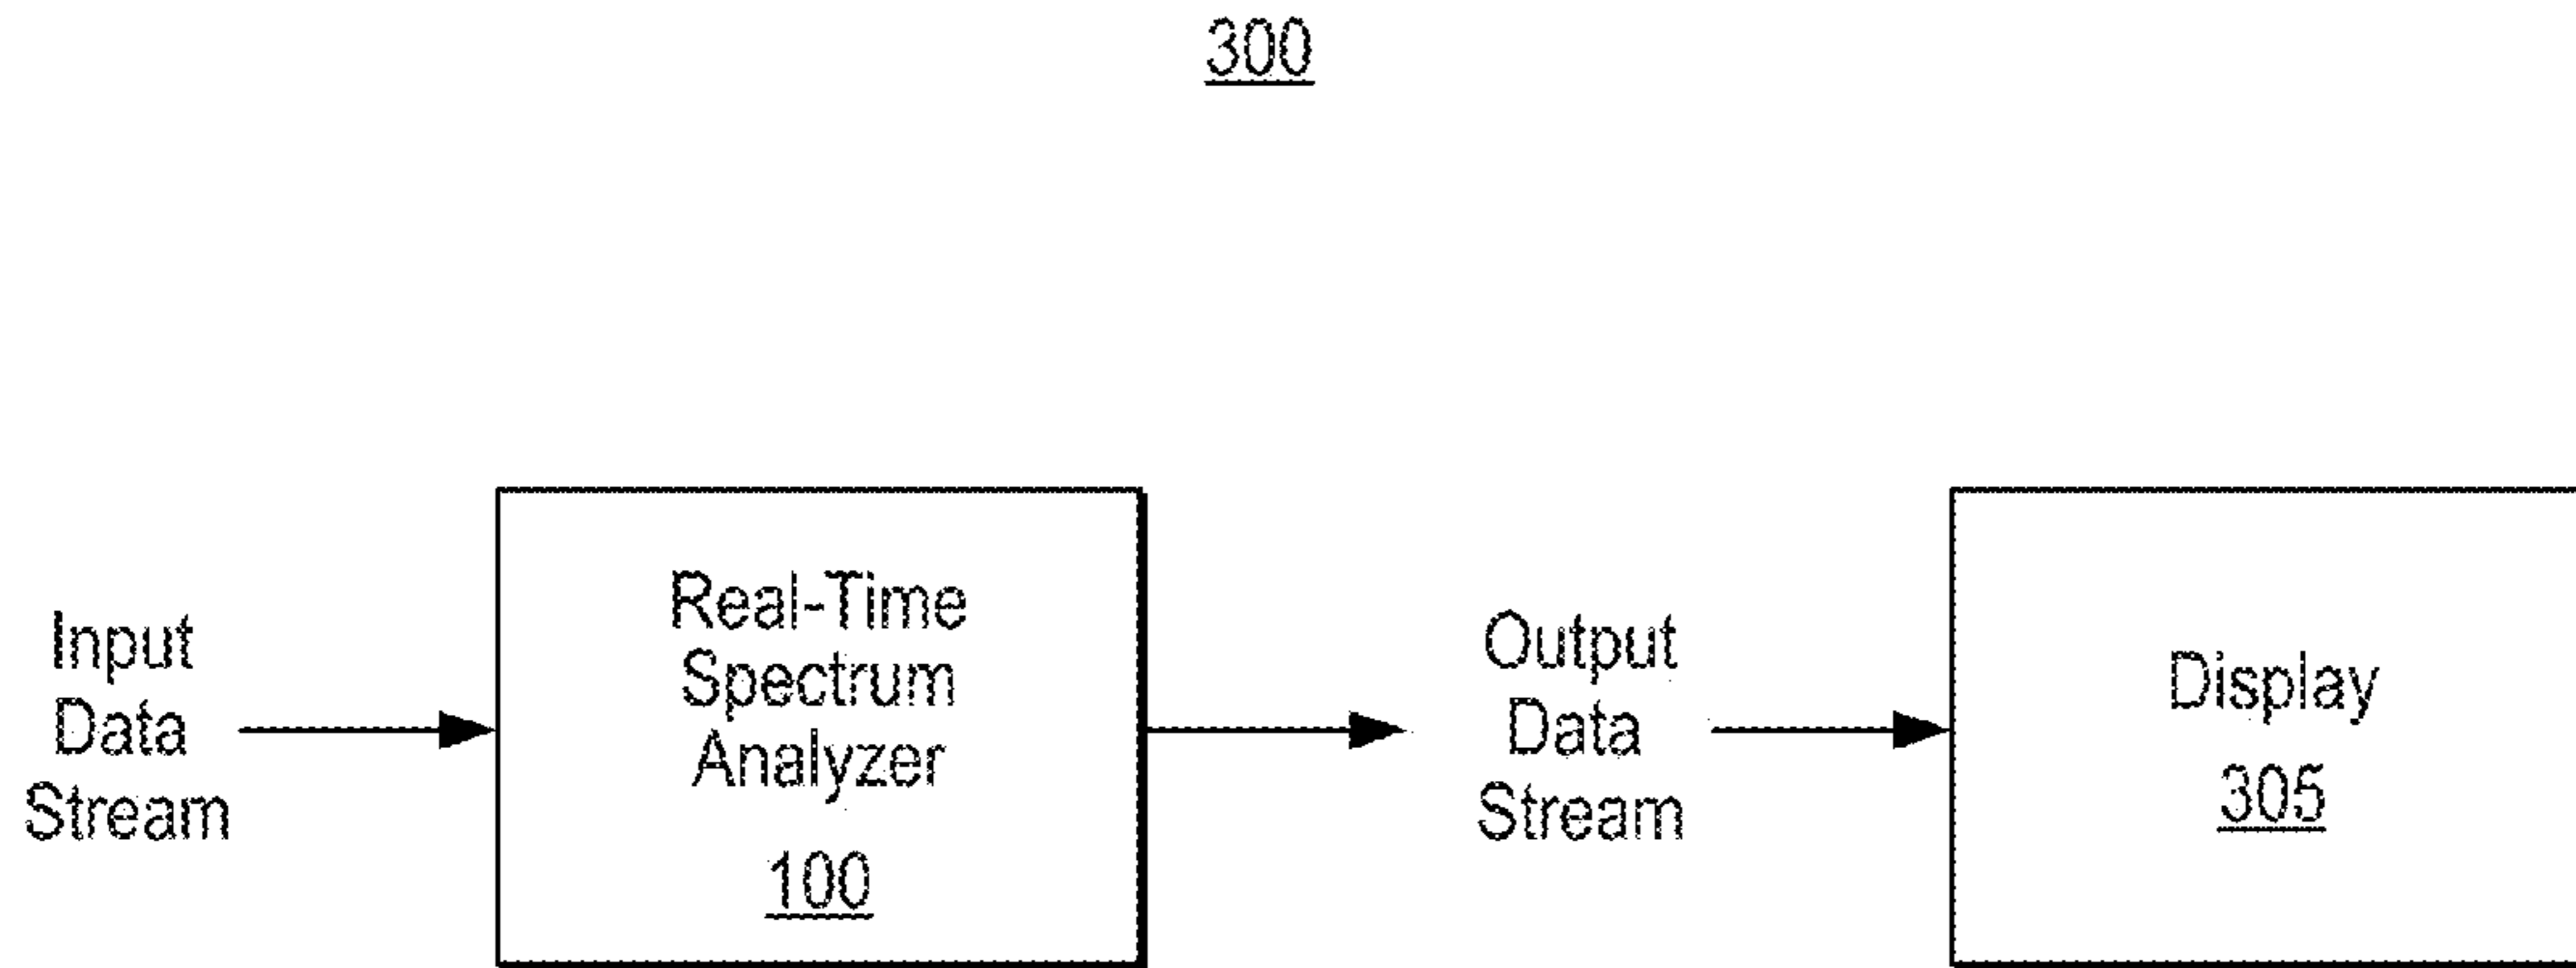 300
Input
Data
Stream
Real-Time
Spectrum
Analyzer
100
Output
Data
Stream
Display
305